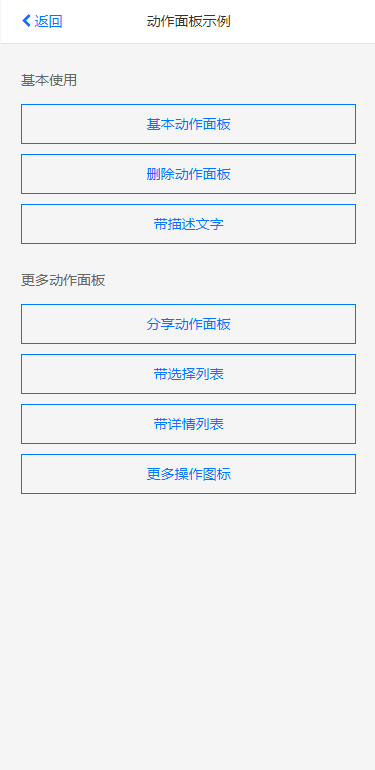 返回
动作面板示例
基本使用
基本动作面板
删除动作面板
带描述文字
更多动作面板
分享动作面板
带选择列表
带详情列表
更多操作图标